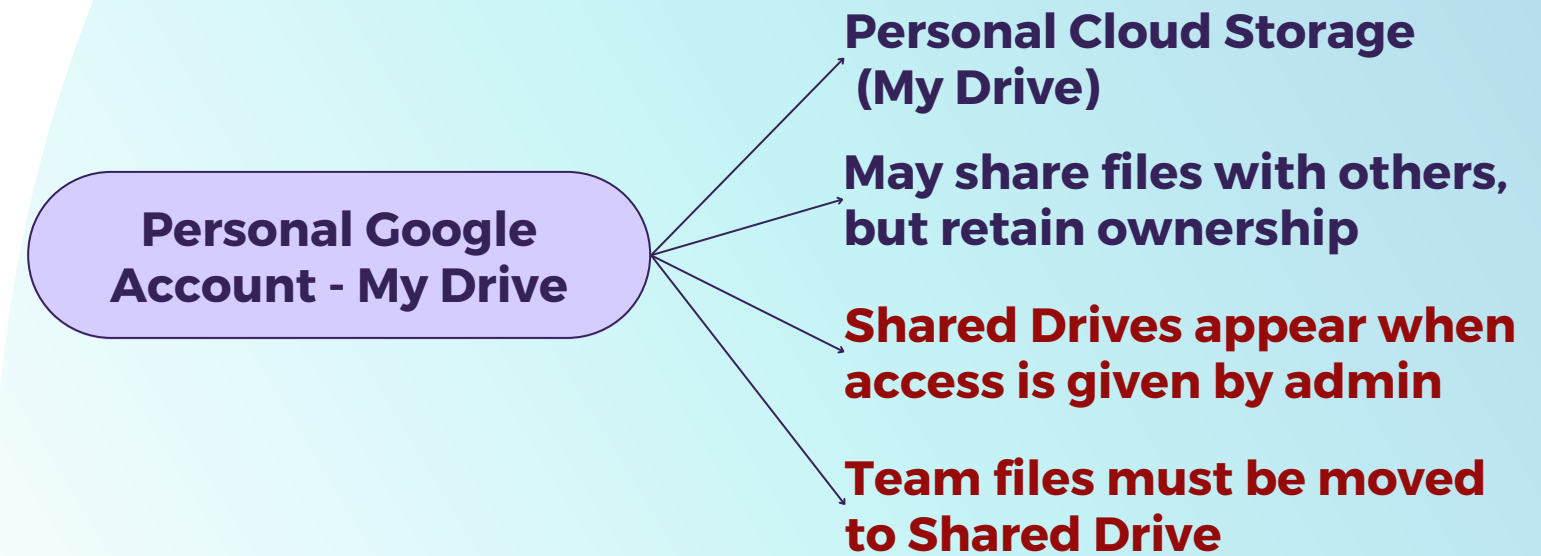 Personal Google
Account - My Drive
Personal Cloud Storage
(My Drive)
May share files with others,
but retain ownership
Shared Drives appear when
access is given by admin
Team files must be moved
to Shared Drive